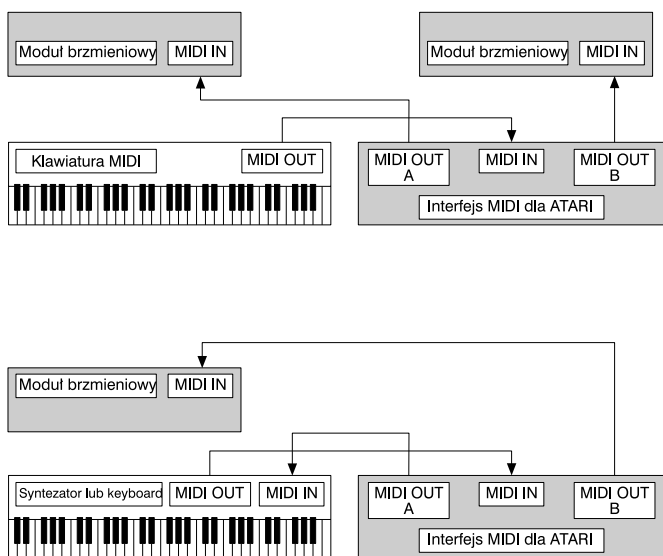 Moduł brzmieniowy MIDI IN
Moduł brzmieniowy MIDI IN
Klawiatura MIDI MIDI OUT
MIDI OUT
A
MIDI IN
MIDI OUT
B
Interfejs MIDI dla ATARI
Moduł brzmieniowy MIDI IN
Syntezator lub keyboard MIDI OUT MIDI IN
MIDI OUT
A
MIDI IN
MIDI OUT
B
Interfejs MIDI dla ATARI